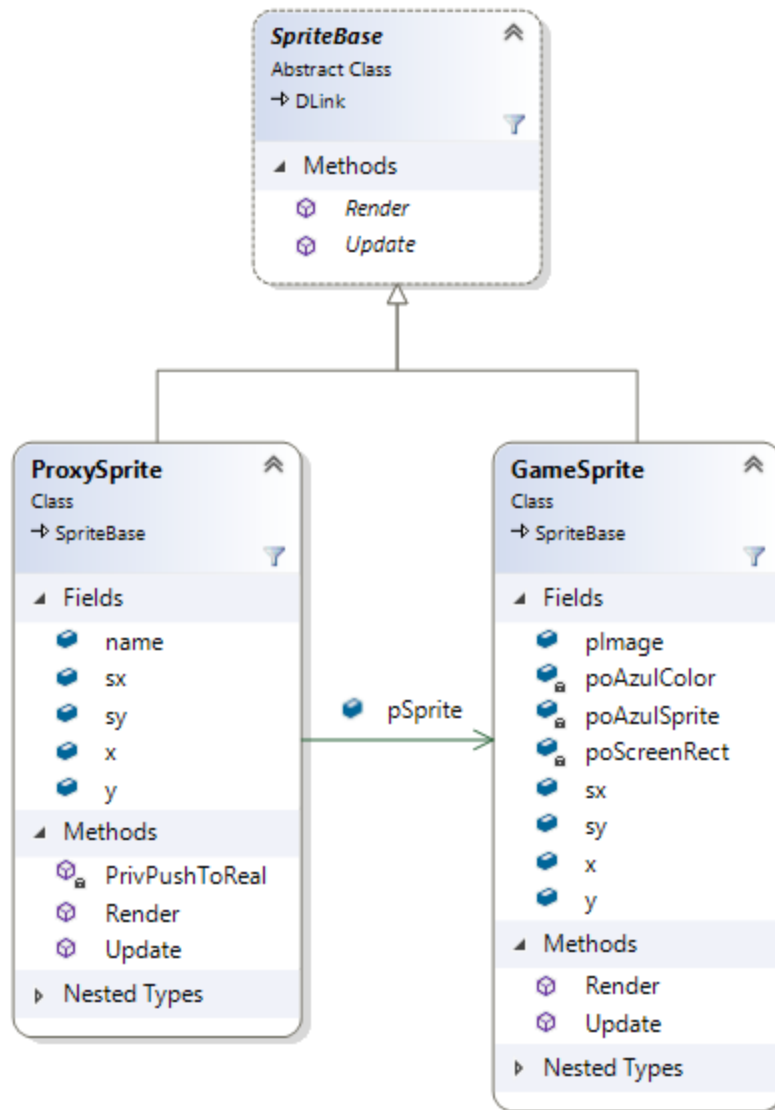 SpriteBase
Abstract Class
DLink
Methods
Render
Update
ProxySprite
Class
SpriteBase
Fields
name
sx
sy
x
y
Methods
PrivPushToReal
Render
Update
Nested Types
pSprite
GameSprite
Class
SpriteBase
Fields
pImage
poAzulColor
poAzulSprite
poScreenRect
sx
sy
x
y
Methods
Render
Update
Nested Types